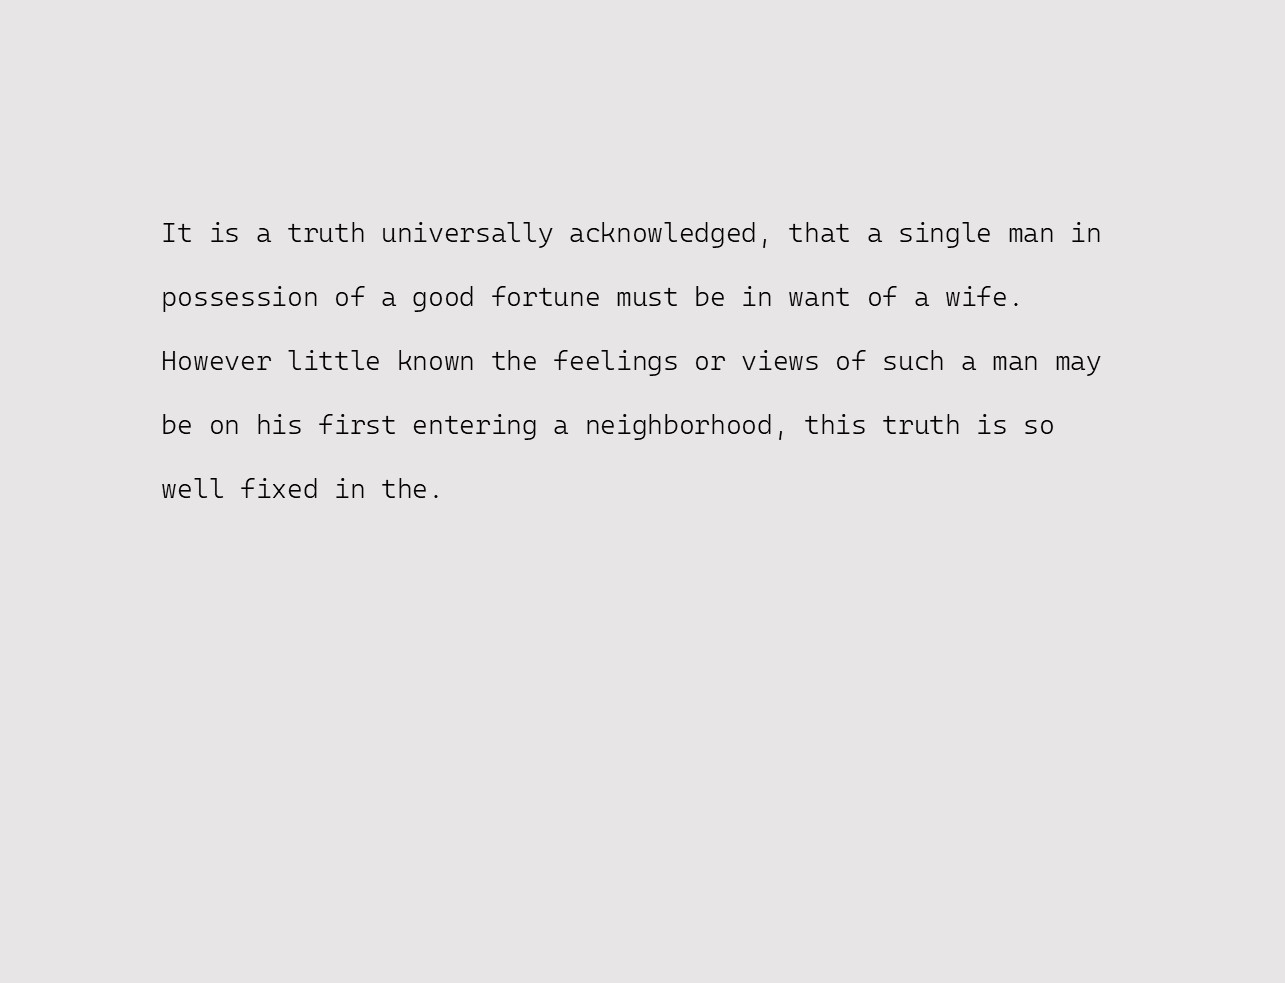 It is a truth universally acknowledged, that a single man in
possession of a good fortune must be in want of a wife.
However little known the feelings or views of such a man may
be on his first entering a neighborhood, this truth is so
well fixed in the.